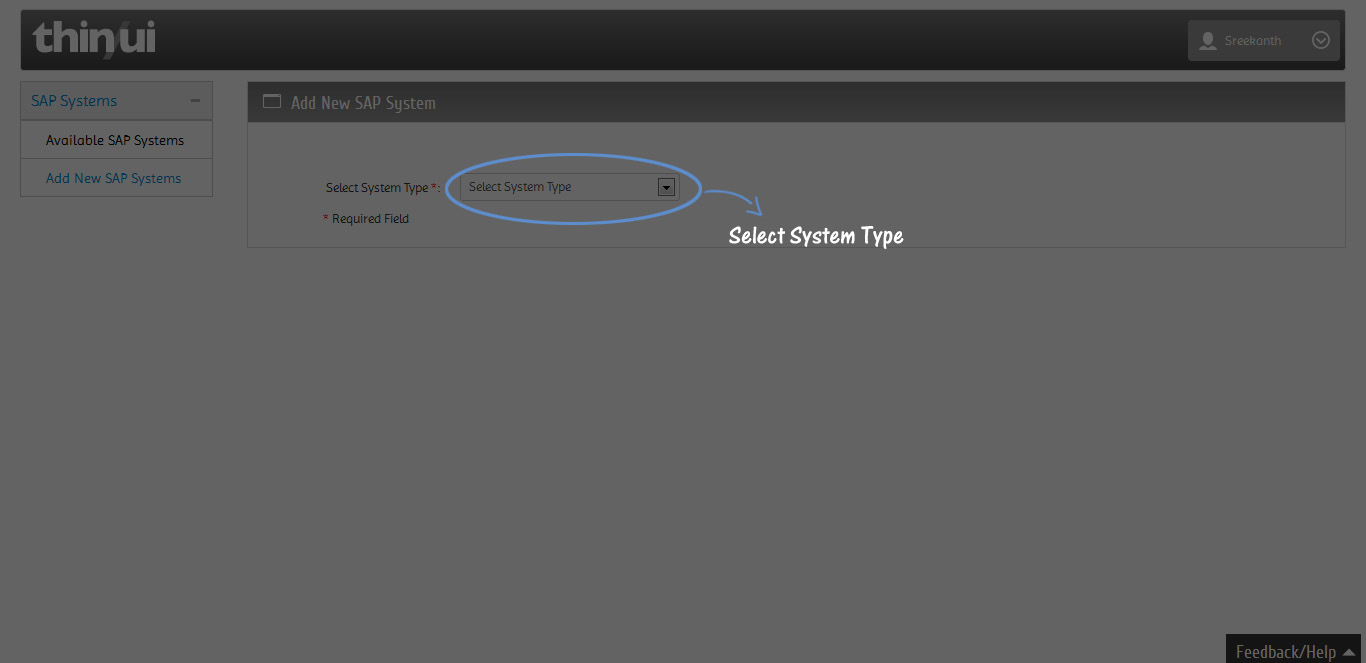 thinui
Sreekanth
SAP Systems
Available SAP Systems
Add New SAP Systems
Add New SAP System
Select System Type *: Select System Type
* Required Field
Select System Type
Feedback/Help